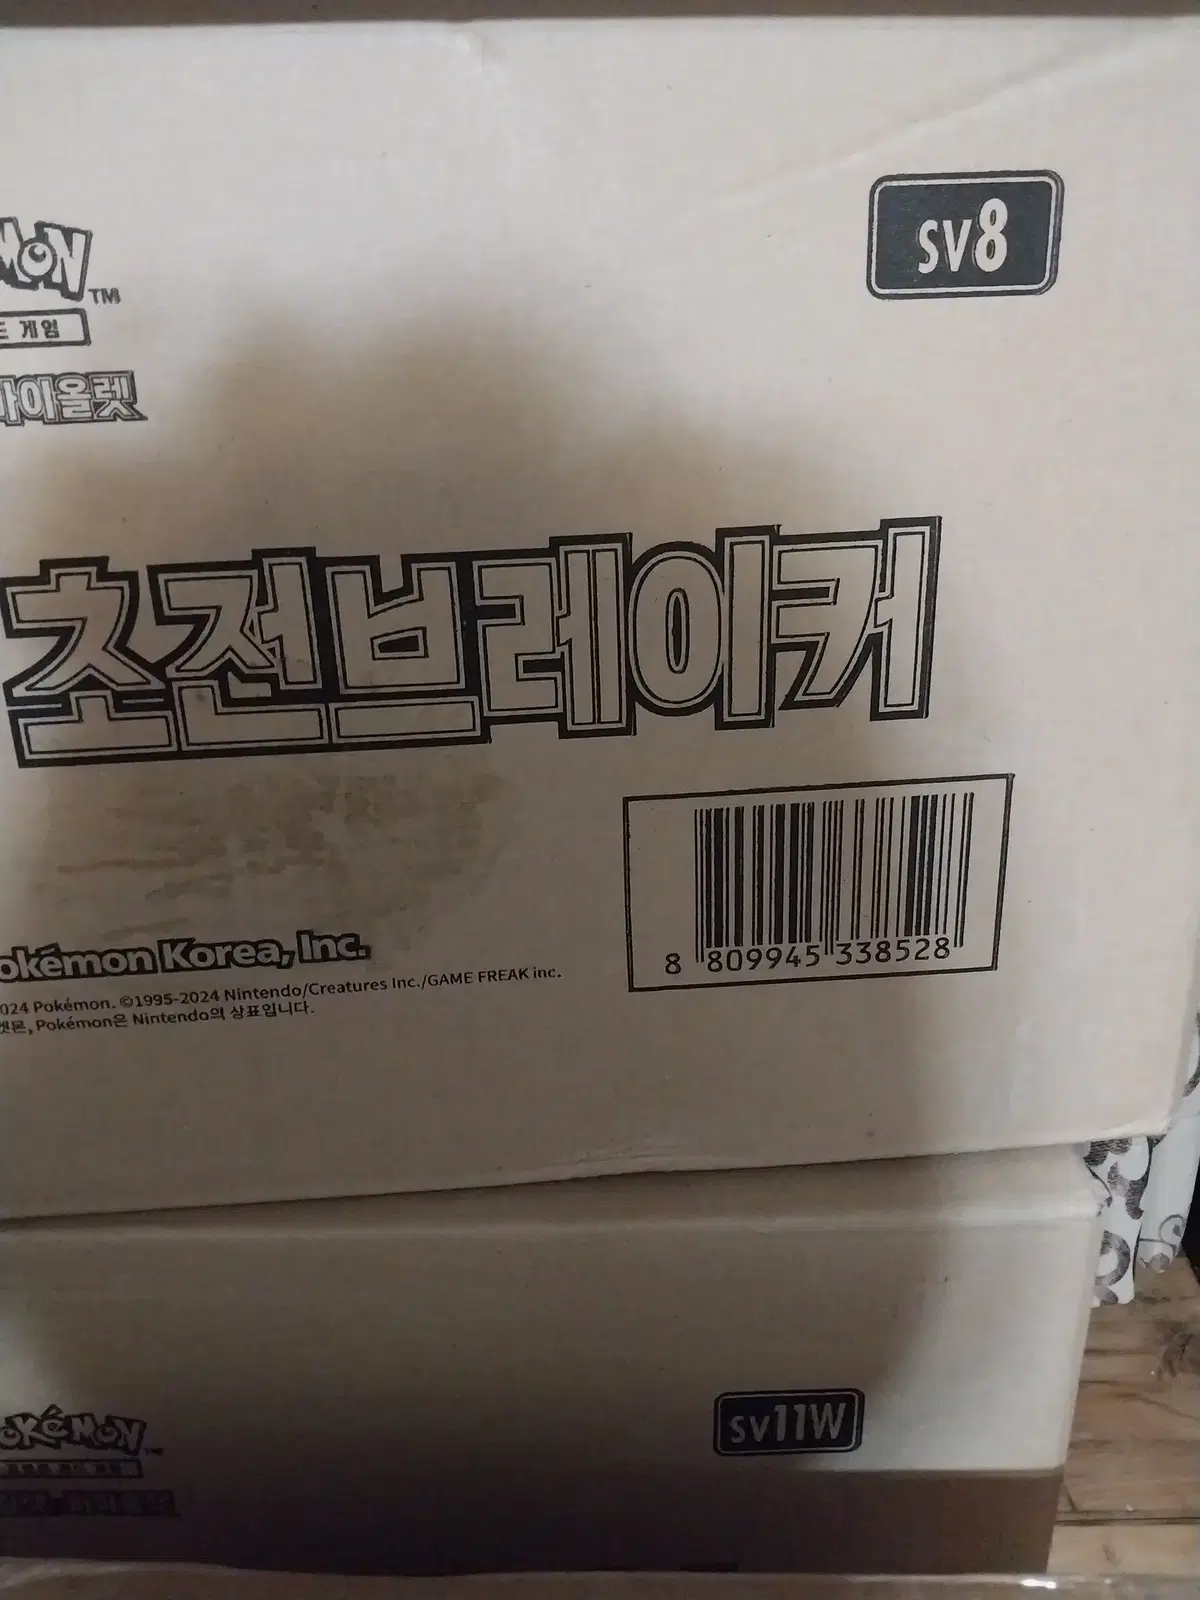 SV8
MON TM
드 게임
바이올렛
초전브레이커
8 809945 338528
Pokémon Korea, Inc.
2024 Pokémon. ©1995-2024 Nintendo/Creatures Inc./GAME FREAK inc.
켓몬, Pokémon은 Nintendo의 상표입니다.
POKÉMON
SV11W